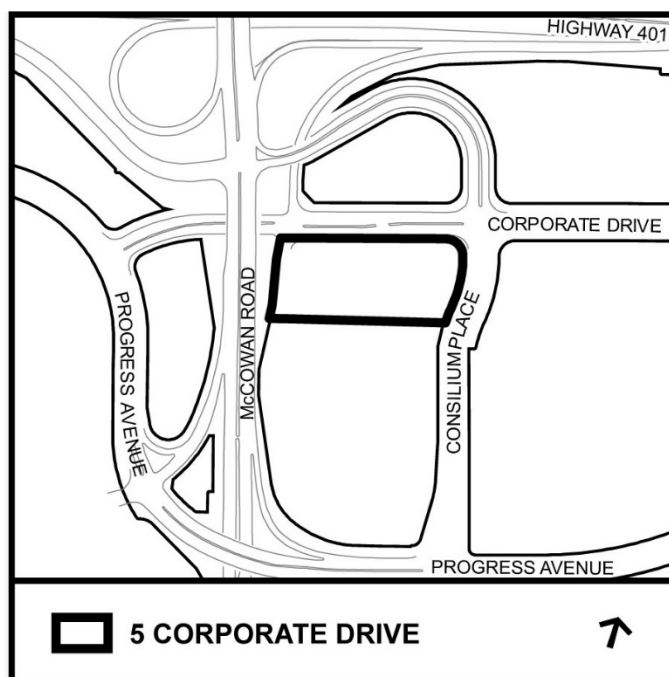 HIGHWAY 401
CORPORATE DRIVE
PROGRESS AVENUE
McCOWAN ROAD
CONSILIUM PLACE
PROGRESS AVENUE
5 CORPORATE DRIVE